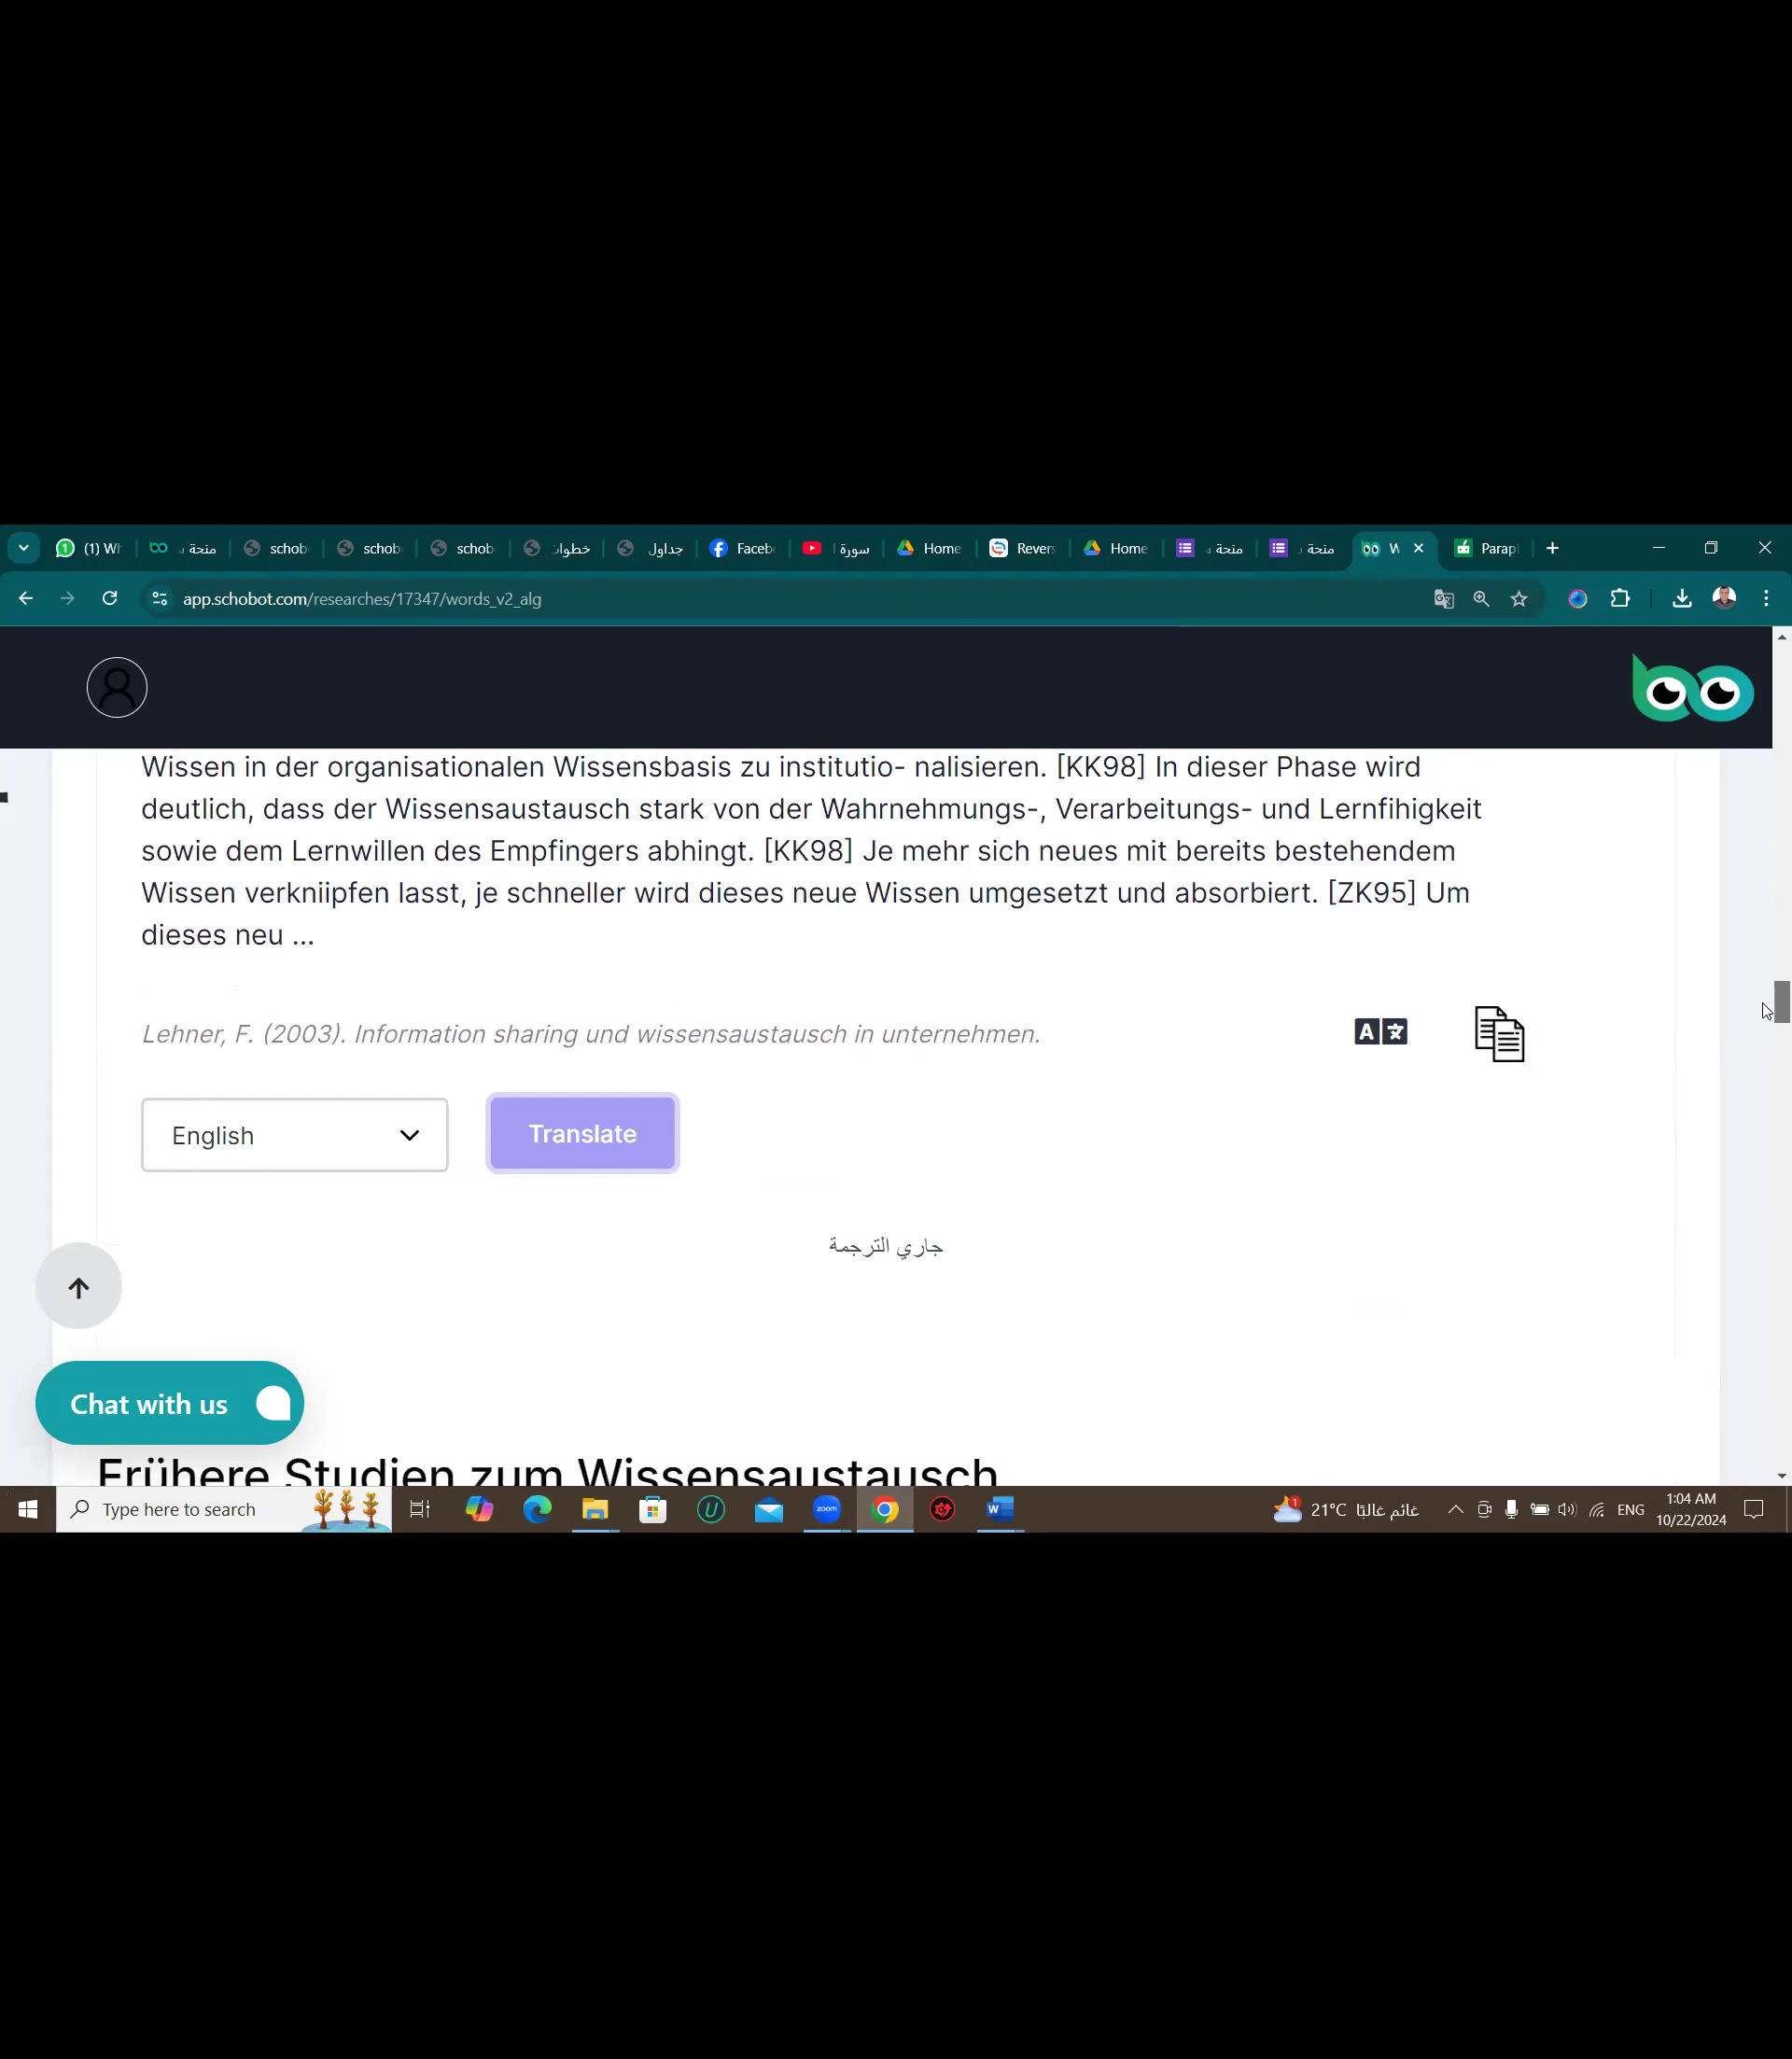 (1) Wh
منحة
schob
schob
schob
خطوات
جداول
Faceb
سورة
Home
Revers
Home
منحة
منحة
W
Parap
app.schobot.com/researches/17347/words_v2_alg
Wissen in der organisationalen Wissensbasis zu institutio- nalisieren. [KK98] In dieser Phase wird
deutlich, dass der Wissensaustausch stark von der Wahrnehmungs-, Verarbeitungs- und Lernfihigkeit
sowie dem Lernwillen des Empfingers abhingt. [KK98] Je mehr sich neues mit bereits bestehendem
Wissen verkniipfen lasst, je schneller wird dieses neue Wissen umgesetzt und absorbiert. [ZK95] Um
dieses neu ...
Lehner, F. (2003). Information sharing und wissensaustausch in unternehmen.
English
Translate
جاري الترجمة
Chat with us
Frühere Studien zum Wissensaustausch
Type here to search
zoom
1
21°C غائم غالبًا
ENG
1:04 AM
10/22/2024